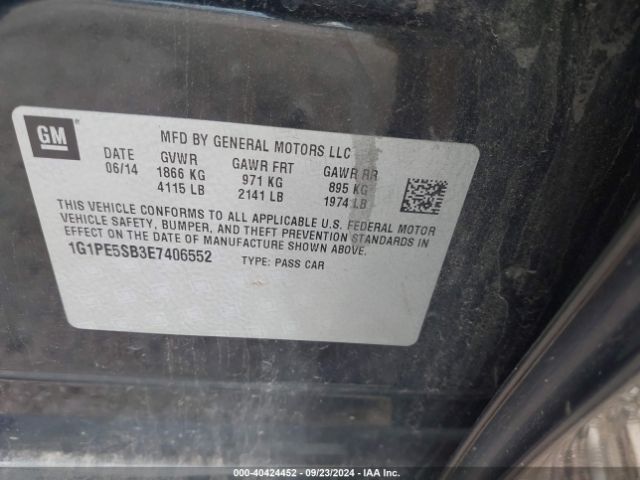 GM
MFD BY GENERAL MOTORS LLC
DATE GVWR GAWR FRT GAWR RR
06/14 1866 KG 971 KG 895 KG
4115 LB 2141 LB 1974 LB
THIS VEHICLE CONFORMS TO ALL APPLICABLE U.S. FEDERAL MOTOR
VEHICLE SAFETY, BUMPER, AND THEFT PREVENTION STANDARDS IN
EFFECT ON THE DATE OF MANUFACTURE SHOWN ABOVE.
1G1PE5SB3E7406552 TYPE: PASS CAR
000-40424452 - 09/23/2024 - IAA Inc.